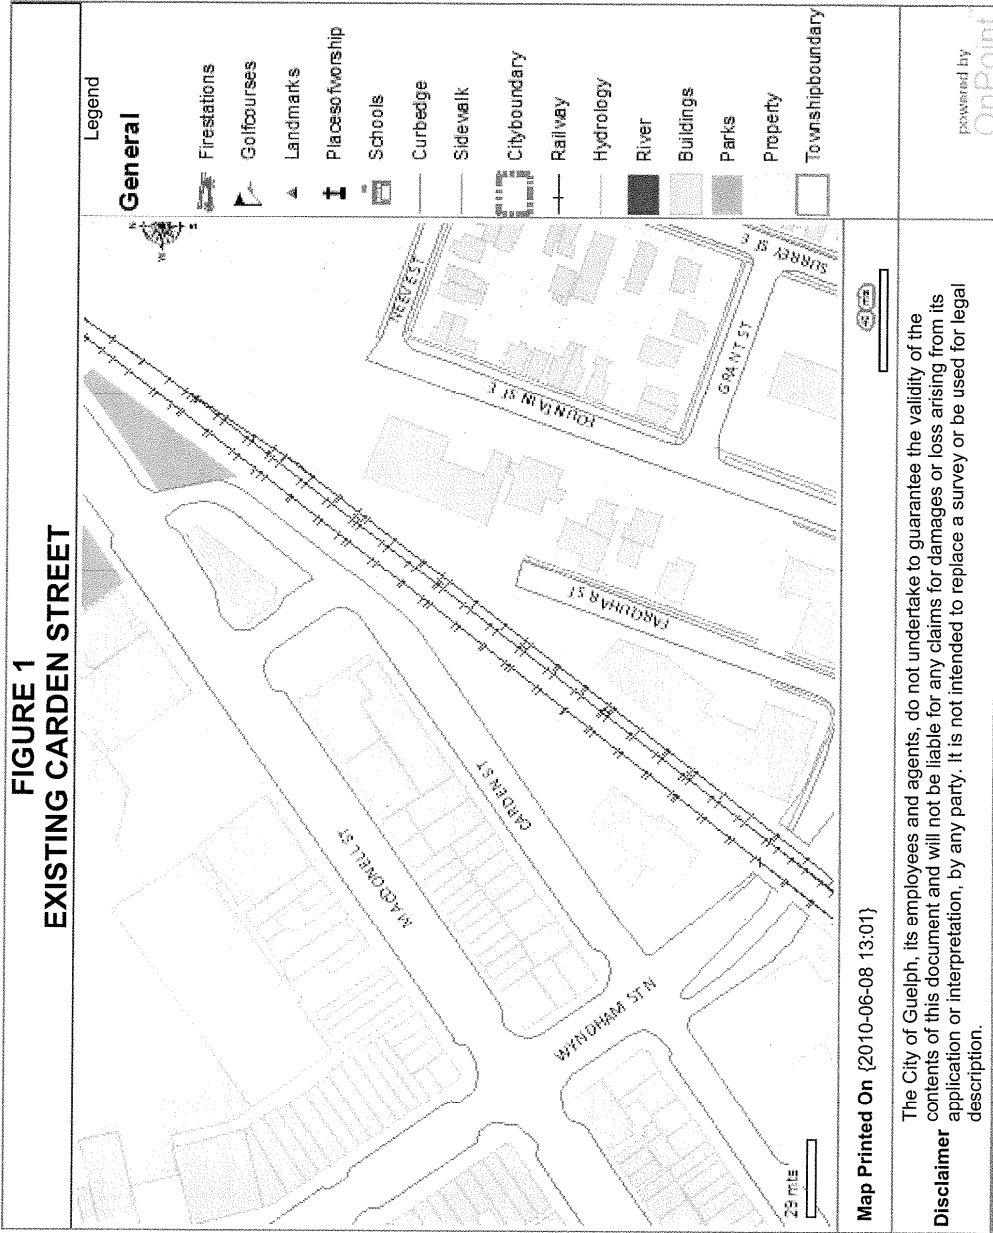 FIGURE 1
EXISTING CARDEN STREET
Legend
General
Firestations
Golfcourses
Landmarks
Placesofworship
Schools
Curbedge
Sidewalk
Cityboundary
Railway
Hydrology
River
Buildings
Parks
Property
Townshipboundary
NEEVE ST
FOUNTAIN ST E
GRANT ST
SURREY ST E
FARQUHAR ST
MACDONELL ST
CARDEN ST
WYNDHAM ST N
29 mts
Map Printed On {2010-06-08 13:01}
Disclaimer
The City of Guelph, its employees and agents, do not undertake to guarantee the validity of the
contents of this document and will not be liable for any claims for damages or loss arising from its
application or interpretation, by any party. It is not intended to replace a survey or be used for legal
description.
powered by
OnPoint